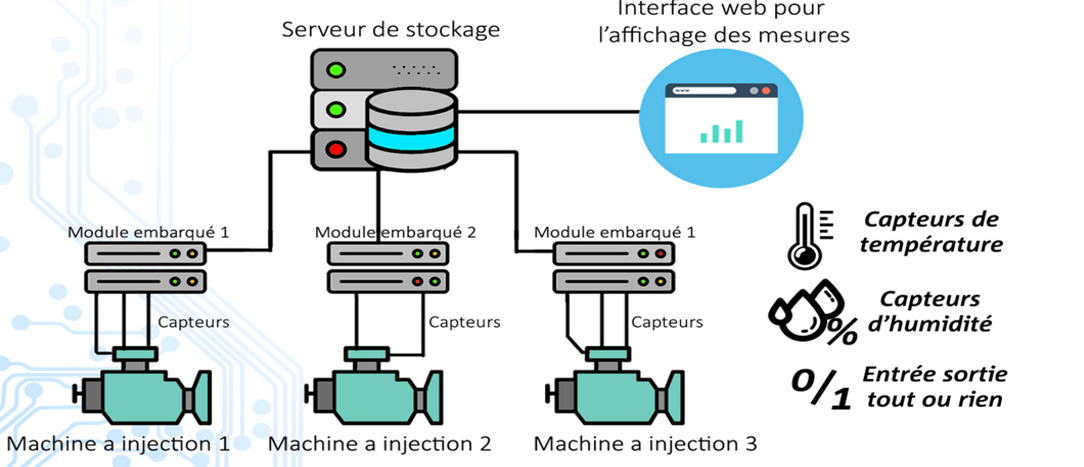 Interface web pour
l'affichage des mesures
Serveur de stockage
www
Module embarqué 1
Module embarqué 2
Module embarqué 1
Capteurs
Capteurs
Capteurs
Machine a injection 1
Machine a injection 2
Machine a injection 3
Capteurs de
température
%
Capteurs
d'humidité
0/1
Entrée sortie
tout ou rien